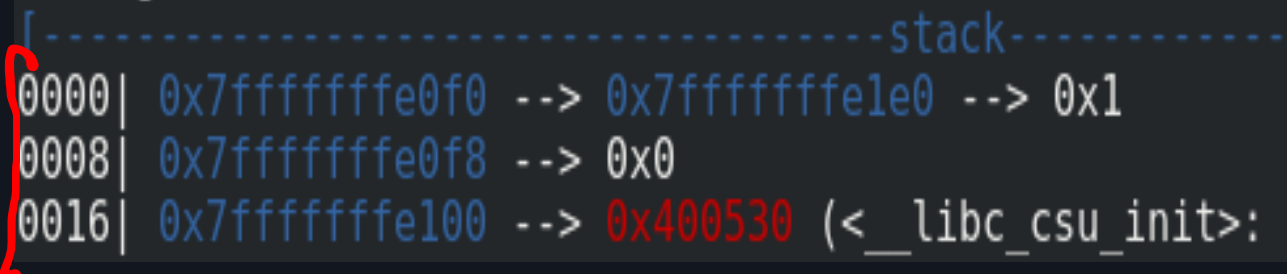 [-------------------------------------stack------------
0000| 0x7fffffffe0f0 --> 0x7fffffffe1e0 --> 0x1
0008| 0x7fffffffe0f8 --> 0x0
0016| 0x7fffffffe100 --> 0x400530 (<__libc_csu_init>: